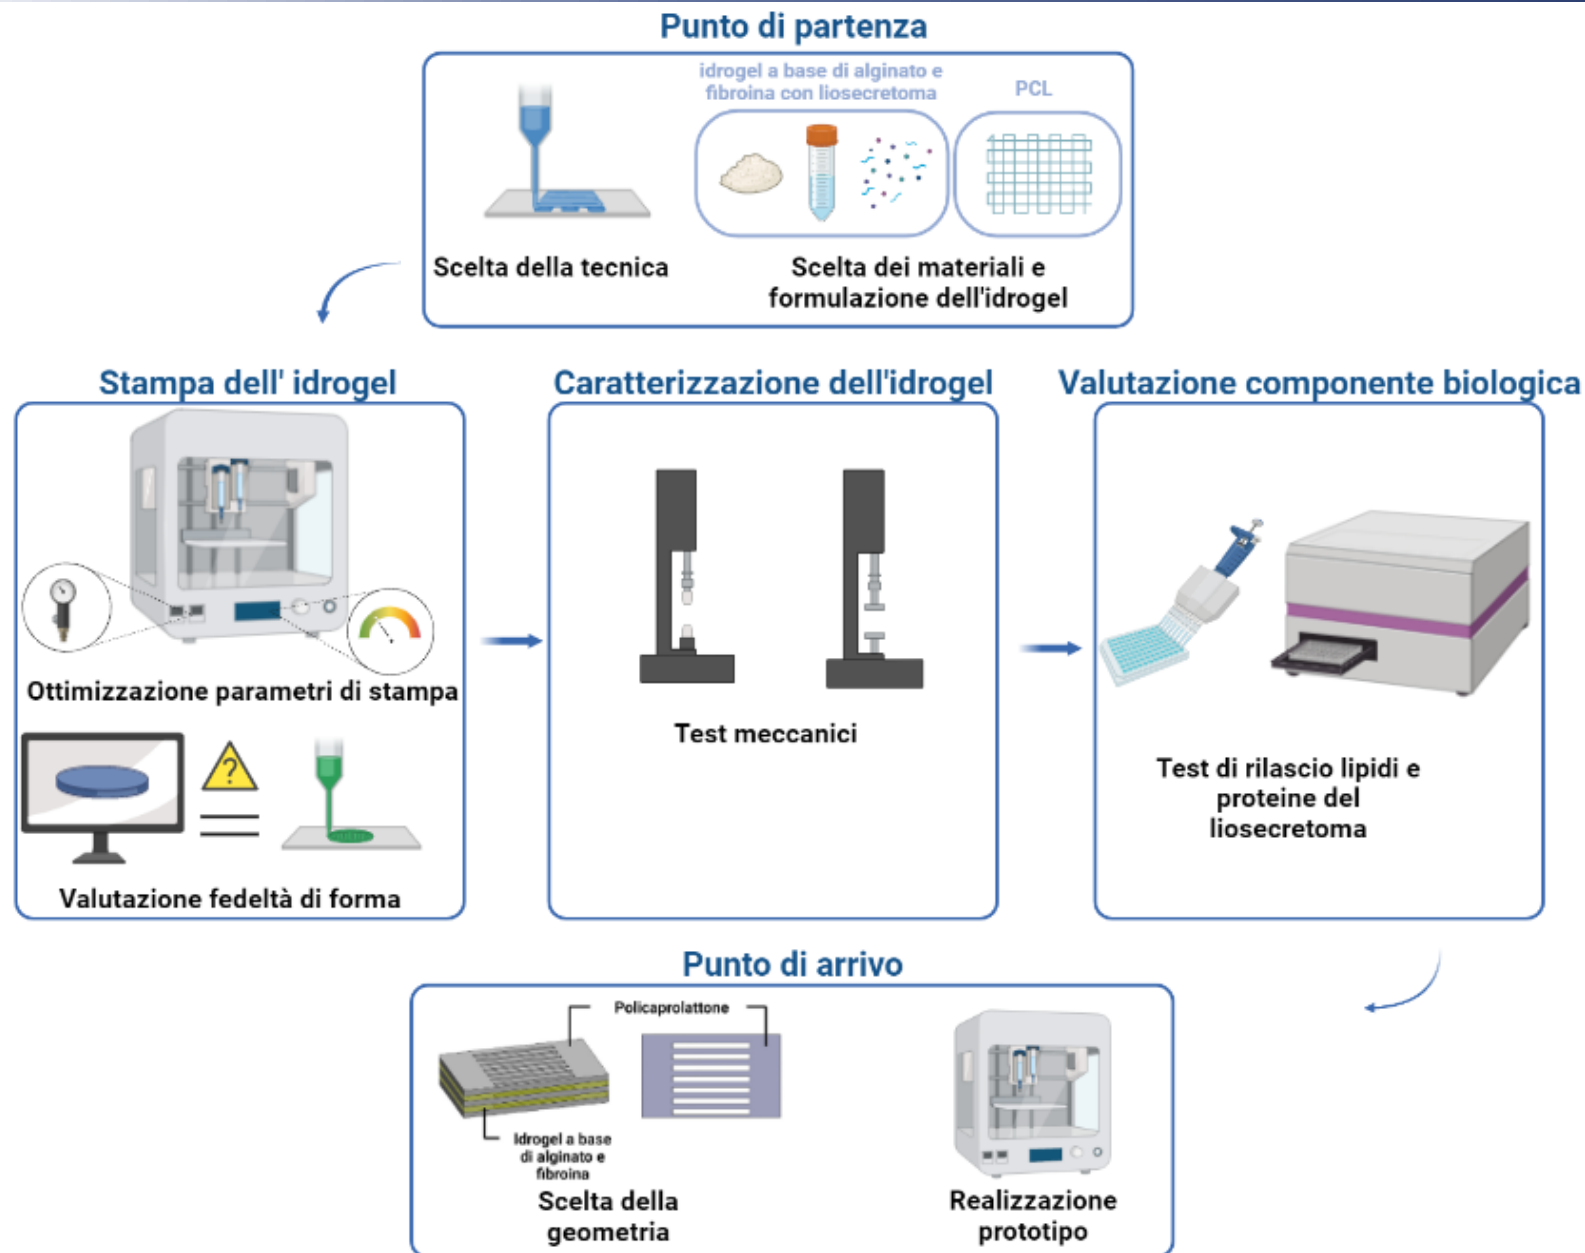 Punto di partenza
idrogel a base di alginato e
fibroina con liosecretoma
PCL
Scelta della tecnica
Scelta dei materiali e
formulazione dell'idrogel
Stampa dell' idrogel
Ottimizzazione parametri di stampa
?
Valutazione fedeltà di forma
Caratterizzazione dell'idrogel
Test meccanici
Valutazione componente biologica
Test di rilascio lipidi e
proteine del
liosecretoma
Punto di arrivo
Policaprolattone
Idrogel a base
di alginato e
fibroina
Scelta della
geometria
Realizzazione
prototipo